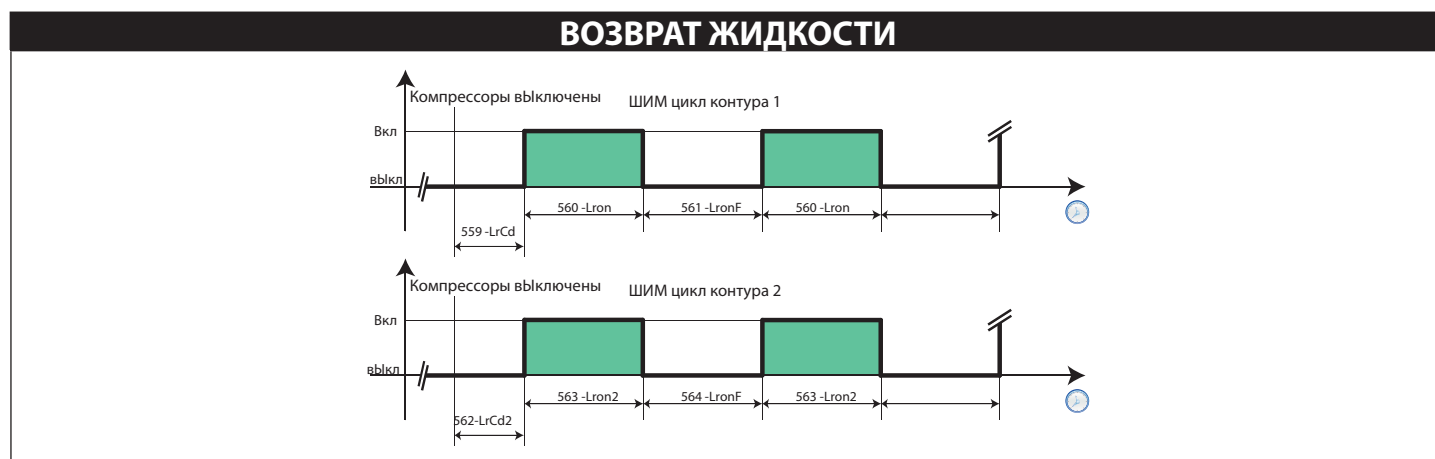 ВОЗВРАТ ЖИДКОСТИ
Компрессоры вЫключены ШИМ цикл контура 1
Вкл
вЫкл
560 -Lron 561 -LronF 560 -Lron
559 -LrCd
Компрессоры вЫключены ШИМ цикл контура 2
Вкл
вЫкл
563 -Lron2 564 -LronF 563 -Lron2
562-LrCd2